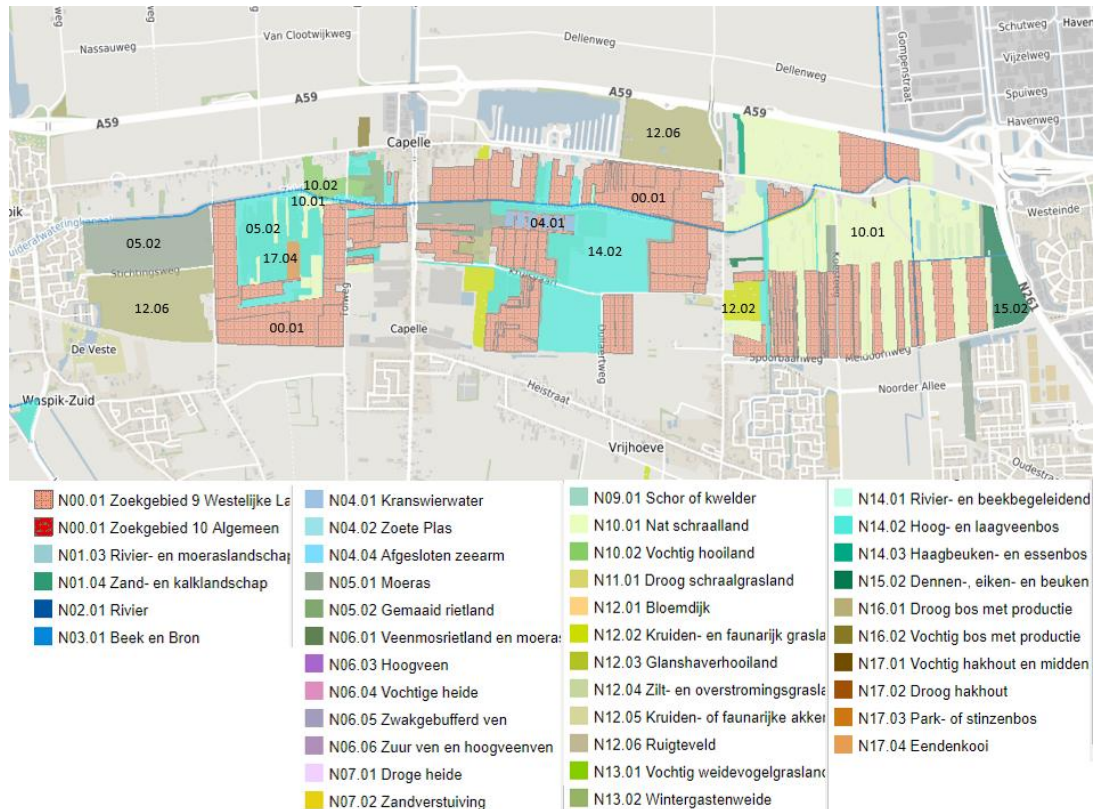 Nassauweg
Van Clootwijkweg
Dellenweg
Dellenweg
Gompenstraat
Schutweg
Haven
Vijzelweg
Spuiweg
Havenweg
A59
A59
A59
A59
Capelle
12.06
10.02
10.01
00.01
05.02
05.02
04.01
14.02
10.01
17.04
Stichtingsweg
12.06
00.01
12.02
15.02
Westeinde
N261
De Veste
Capelle
Spoorbaanweg
Meidoornweg
Noorder Allee
Waspik-Zuid
Heistraat
Vrijhoeve
N00.01 Zoekgebied 9 Westelijke La
N00.01 Zoekgebied 10 Algemeen
N01.03 Rivier- en moeraslandschap
N01.04 Zand- en kalklandschap
N02.01 Rivier
N03.01 Beek en Bron
N04.01 Kranswierwater
N04.02 Zoete Plas
N04.04 Afgesloten zeearm
N05.01 Moeras
N05.02 Gemaaid rietland
N06.01 Veenmosrietland en moeras
N06.03 Hoogveen
N06.04 Vochtige heide
N06.05 Zwakgebufferd ven
N06.06 Zuur ven en hoogveenven
N07.01 Droge heide
N07.02 Zandverstuiving
N09.01 Schor of kwelder
N10.01 Nat schraalland
N10.02 Vochtig hooiland
N11.01 Droog schraalgrasland
N12.01 Bloemdijk
N12.02 Kruiden- en faunarijk grasla
N12.03 Glanshaverhooiland
N12.04 Zilt- en overstromingsgrasla
N12.05 Kruiden- of faunarijke akker
N12.06 Ruigteveld
N13.01 Vochtig weidevogelgrasland
N13.02 Wintergastenweide
N14.01 Rivier- en beekbegeleidend
N14.02 Hoog- en laagveenbos
N14.03 Haagbeuken- en essenbos
N15.02 Dennen-, eiken- en beuken
N16.01 Droog bos met productie
N16.02 Vochtig bos met productie
N17.01 Vochtig hakhout en midden
N17.02 Droog hakhout
N17.03 Park- of stinzenbos
N17.04 Eendenkooi